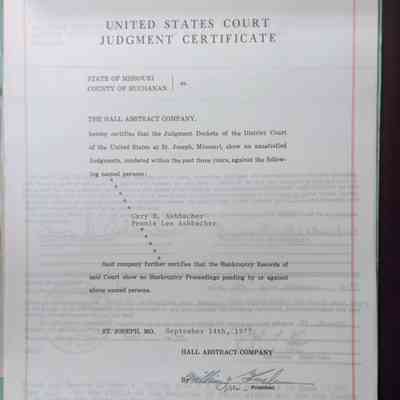 UNITED STATES COURT
JUDGMENT CERTIFICATE
STATE OF MISSOURI
COUNTY OF BUCHANAN. ss.
THE HALL ABSTRACT COMPANY,
hereby certifies that the Judgment Dockets of the District Court
of the United States at St. Joseph, Missouri, show no unsatisfied
Judgments, rendered within the past three years, against the follow-
ing named persons:
Gary Ashbacher
Lee Ashbacher
Said company further certifies that the Bankruptcy Records of
said Court show no Bankruptcy Proceedings pending by or against
above named persons.
ST. JOSEPH, MO. September 14th, 1977
HALL ABSTRACT COMPANY
By
President